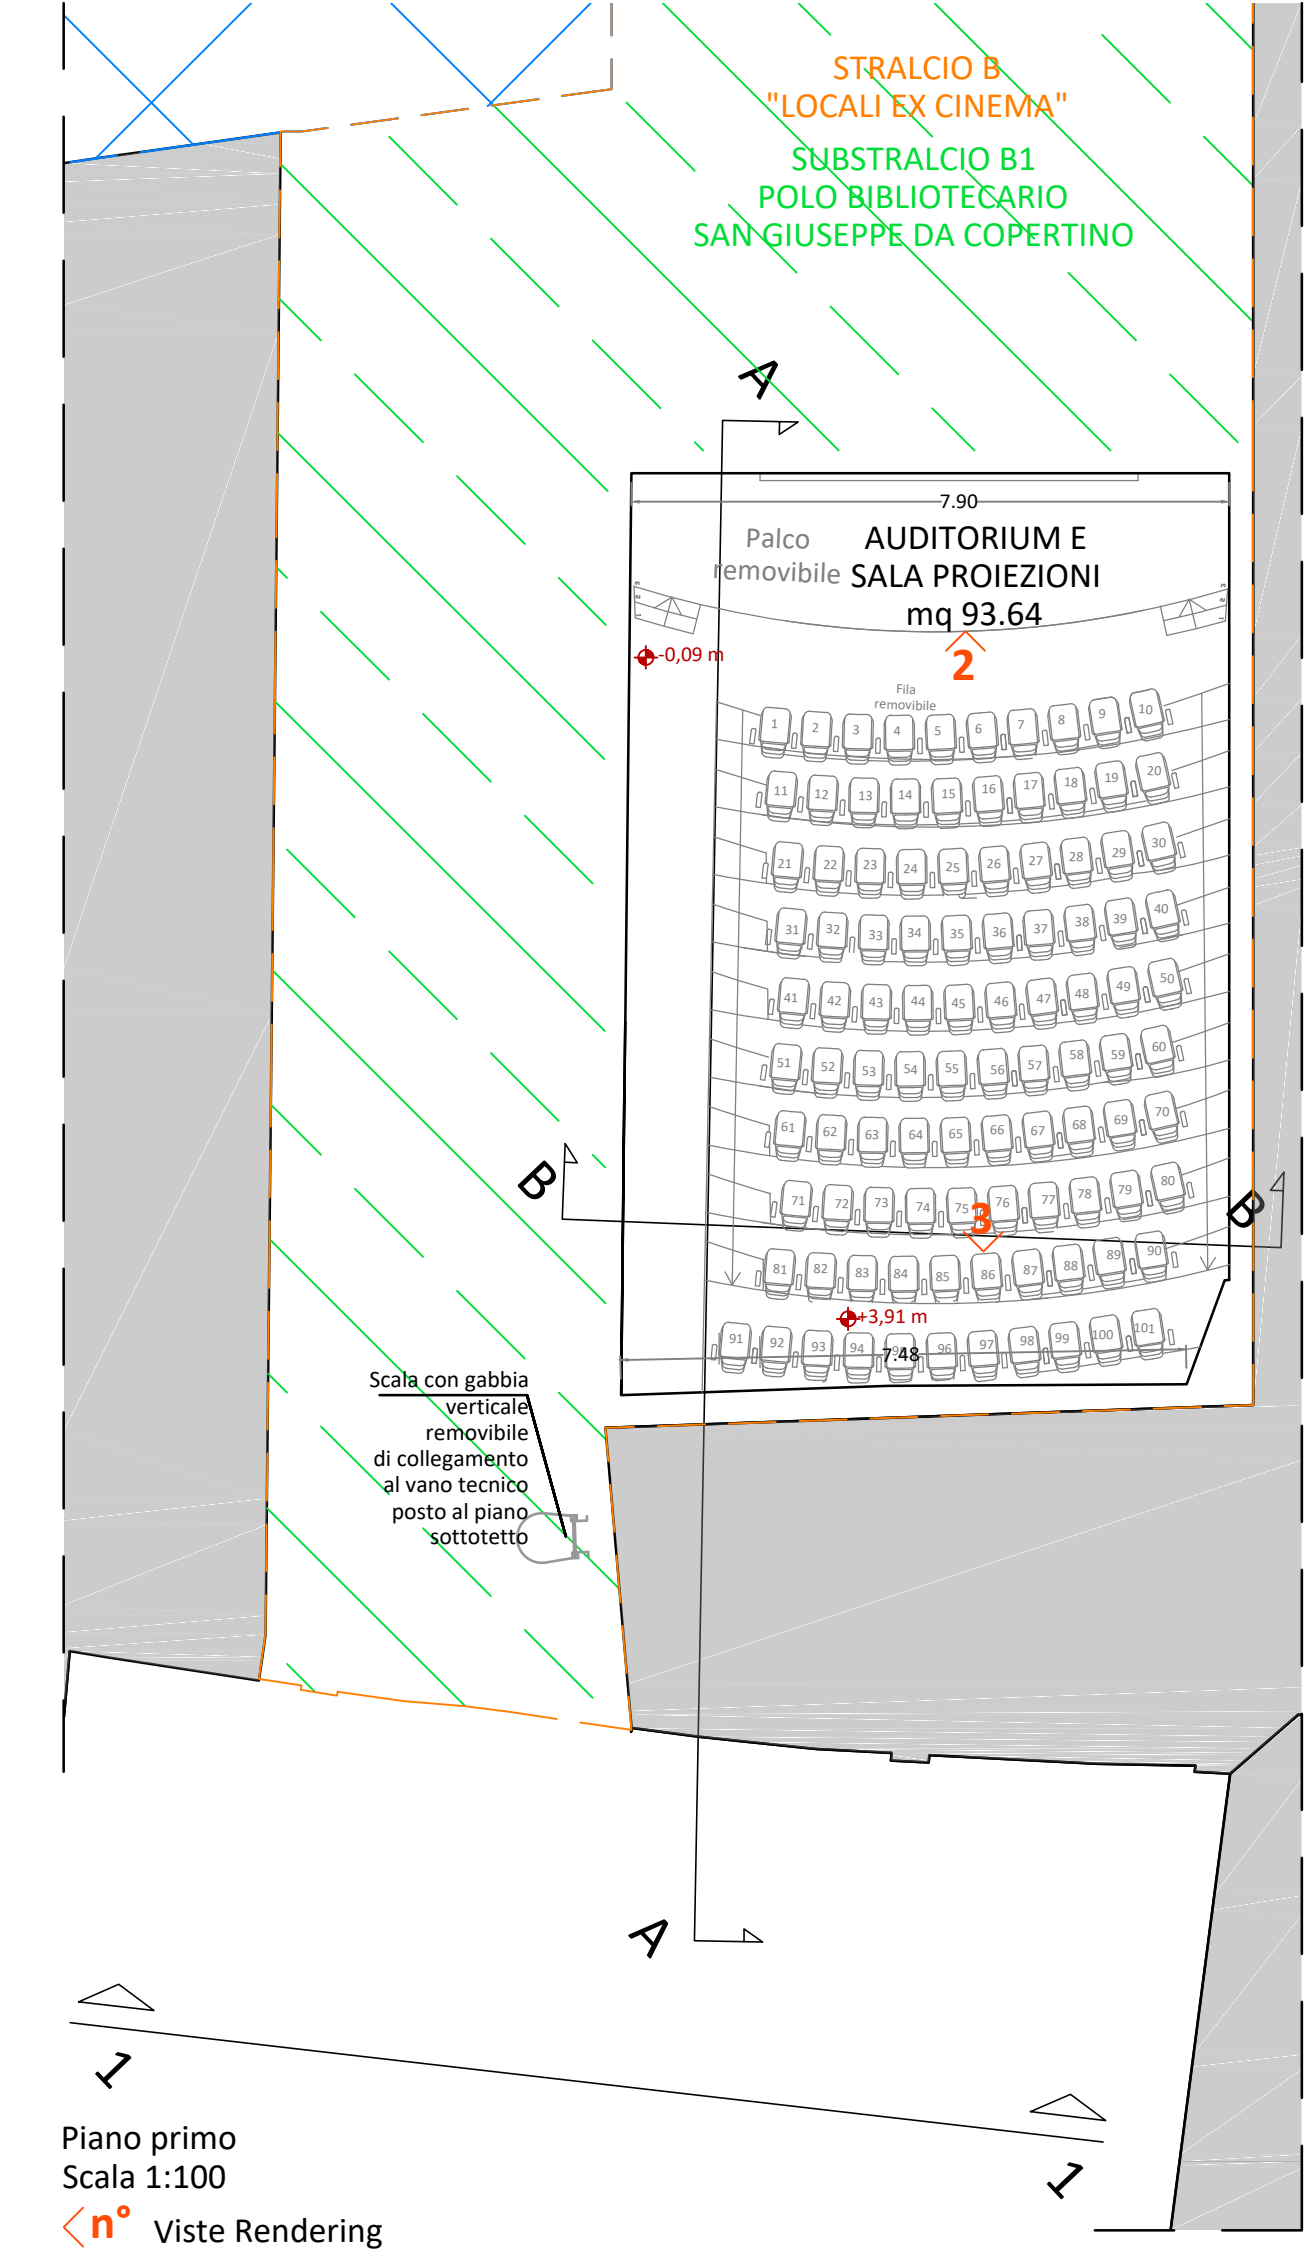 STRALCIO B
"LOCALI EX CINEMA"
SUBSTRALCIO B1
POLO BIBLIOTECARIO
SAN GIUSEPPE DA COPERTINO
A
7.90
Palco
removibile
AUDITORIUM E
SALA PROIEZIONI
mq 93.64
3
2
1
3
2
1
-0,09 m
2
Fila
removibile
1 2 3 4 5 6 7 8 9 10
11 12 13 14 15 16 17 18 19 20
21 22 23 24 25 26 27 28 29 30
31 32 33 34 35 36 37 38 39 40
41 42 43 44 45 46 47 48 49 50
51 52 53 54 55 56 57 58 59 60
61 62 63 64 65 66 67 68 69 70
B
71 72 73 74 75 76 77 78 79 80
3
B
81 82 83 84 85 86 87 88 89 90
+3,91 m
91 92 93 94 95 96 97 98 99 100 101
7.48
Scala con gabbia
verticale
removibile
di collegamento
al vano tecnico
posto al piano
sottotetto
A
1
1
Piano primo
Scala 1:100
n° Viste Rendering